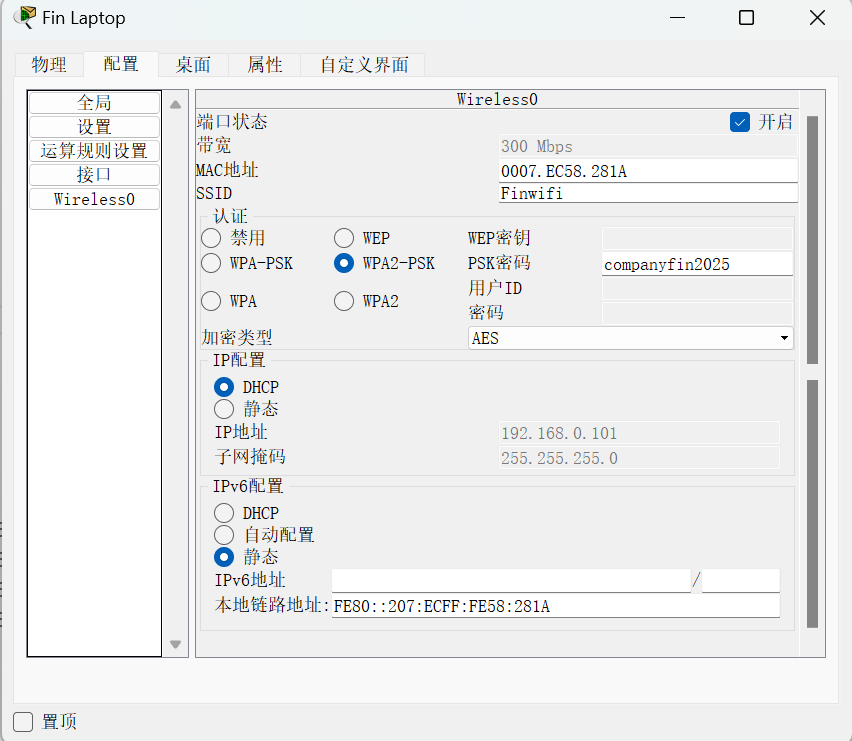 Fin Laptop
物理 配置 桌面 属性 自定义界面
全局
设置
运算规则设置
接口
Wireless0
Wireless0
端口状态 开启
带宽 300 Mbps
MAC地址 0007.EC58.281A
SSID Finwifi
认证
禁用 WEP WEP密钥
WPA-PSK WPA2-PSK PSK密码 companyfin2025
用户ID
WPA WPA2 密码
加密类型 AES
IP配置
DHCP
静态
IP地址 192.168.0.101
子网掩码 255.255.255.0
IPv6配置
DHCP
自动配置
静态
IPv6地址 /
本地链路地址: FE80::207:ECFF:FE58:281A
置顶